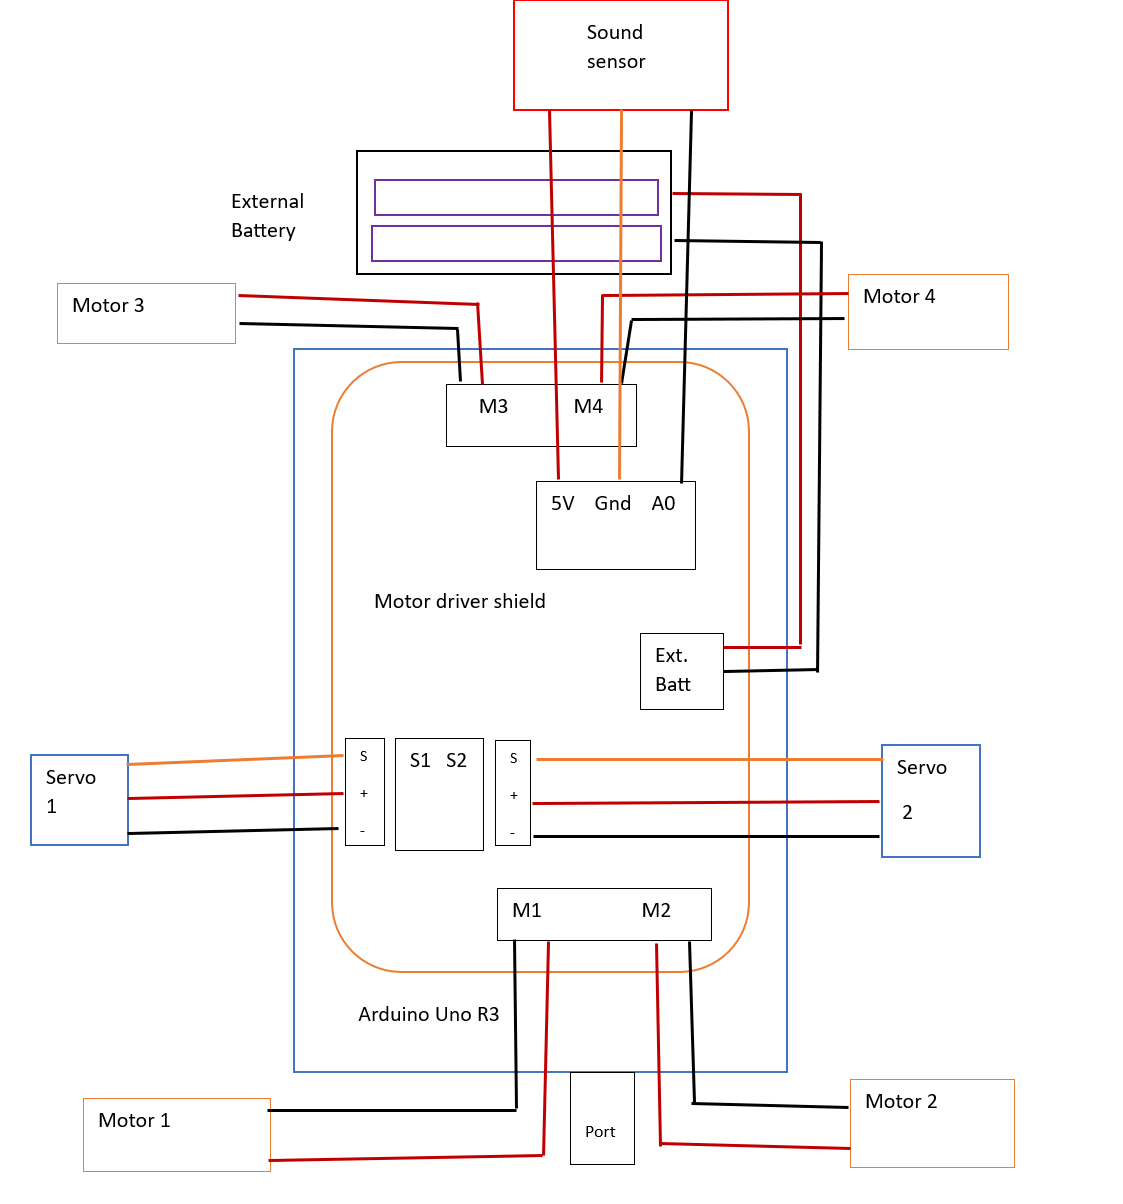 Sound
sensor
External
Battery
Motor 3
Motor 4
M3 M4
5V Gnd A0
Motor driver shield
Ext.
Batt
Servo
1
S
+
-
S1 S2
S
+
-
Servo
2
M1 M2
Arduino Uno R3
Motor 1
Port
Motor 2